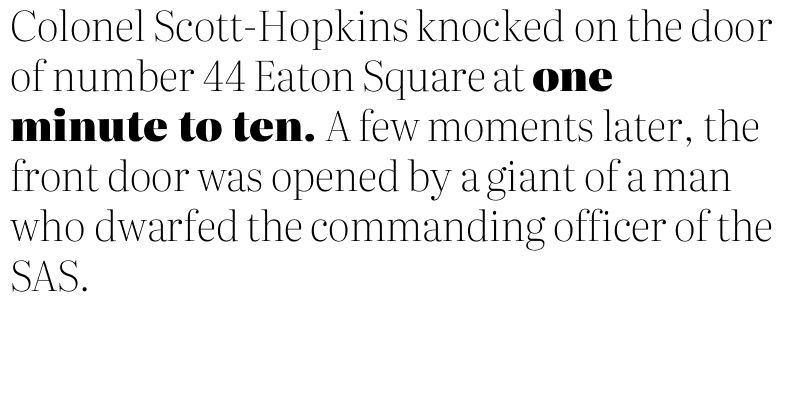 Colonel Scott-Hopkins knocked on the door
of number 44 Eaton Square at one
minute to ten. A few moments later, the
front door was opened by a giant of a man
who dwarfed the commanding officer of the
SAS.